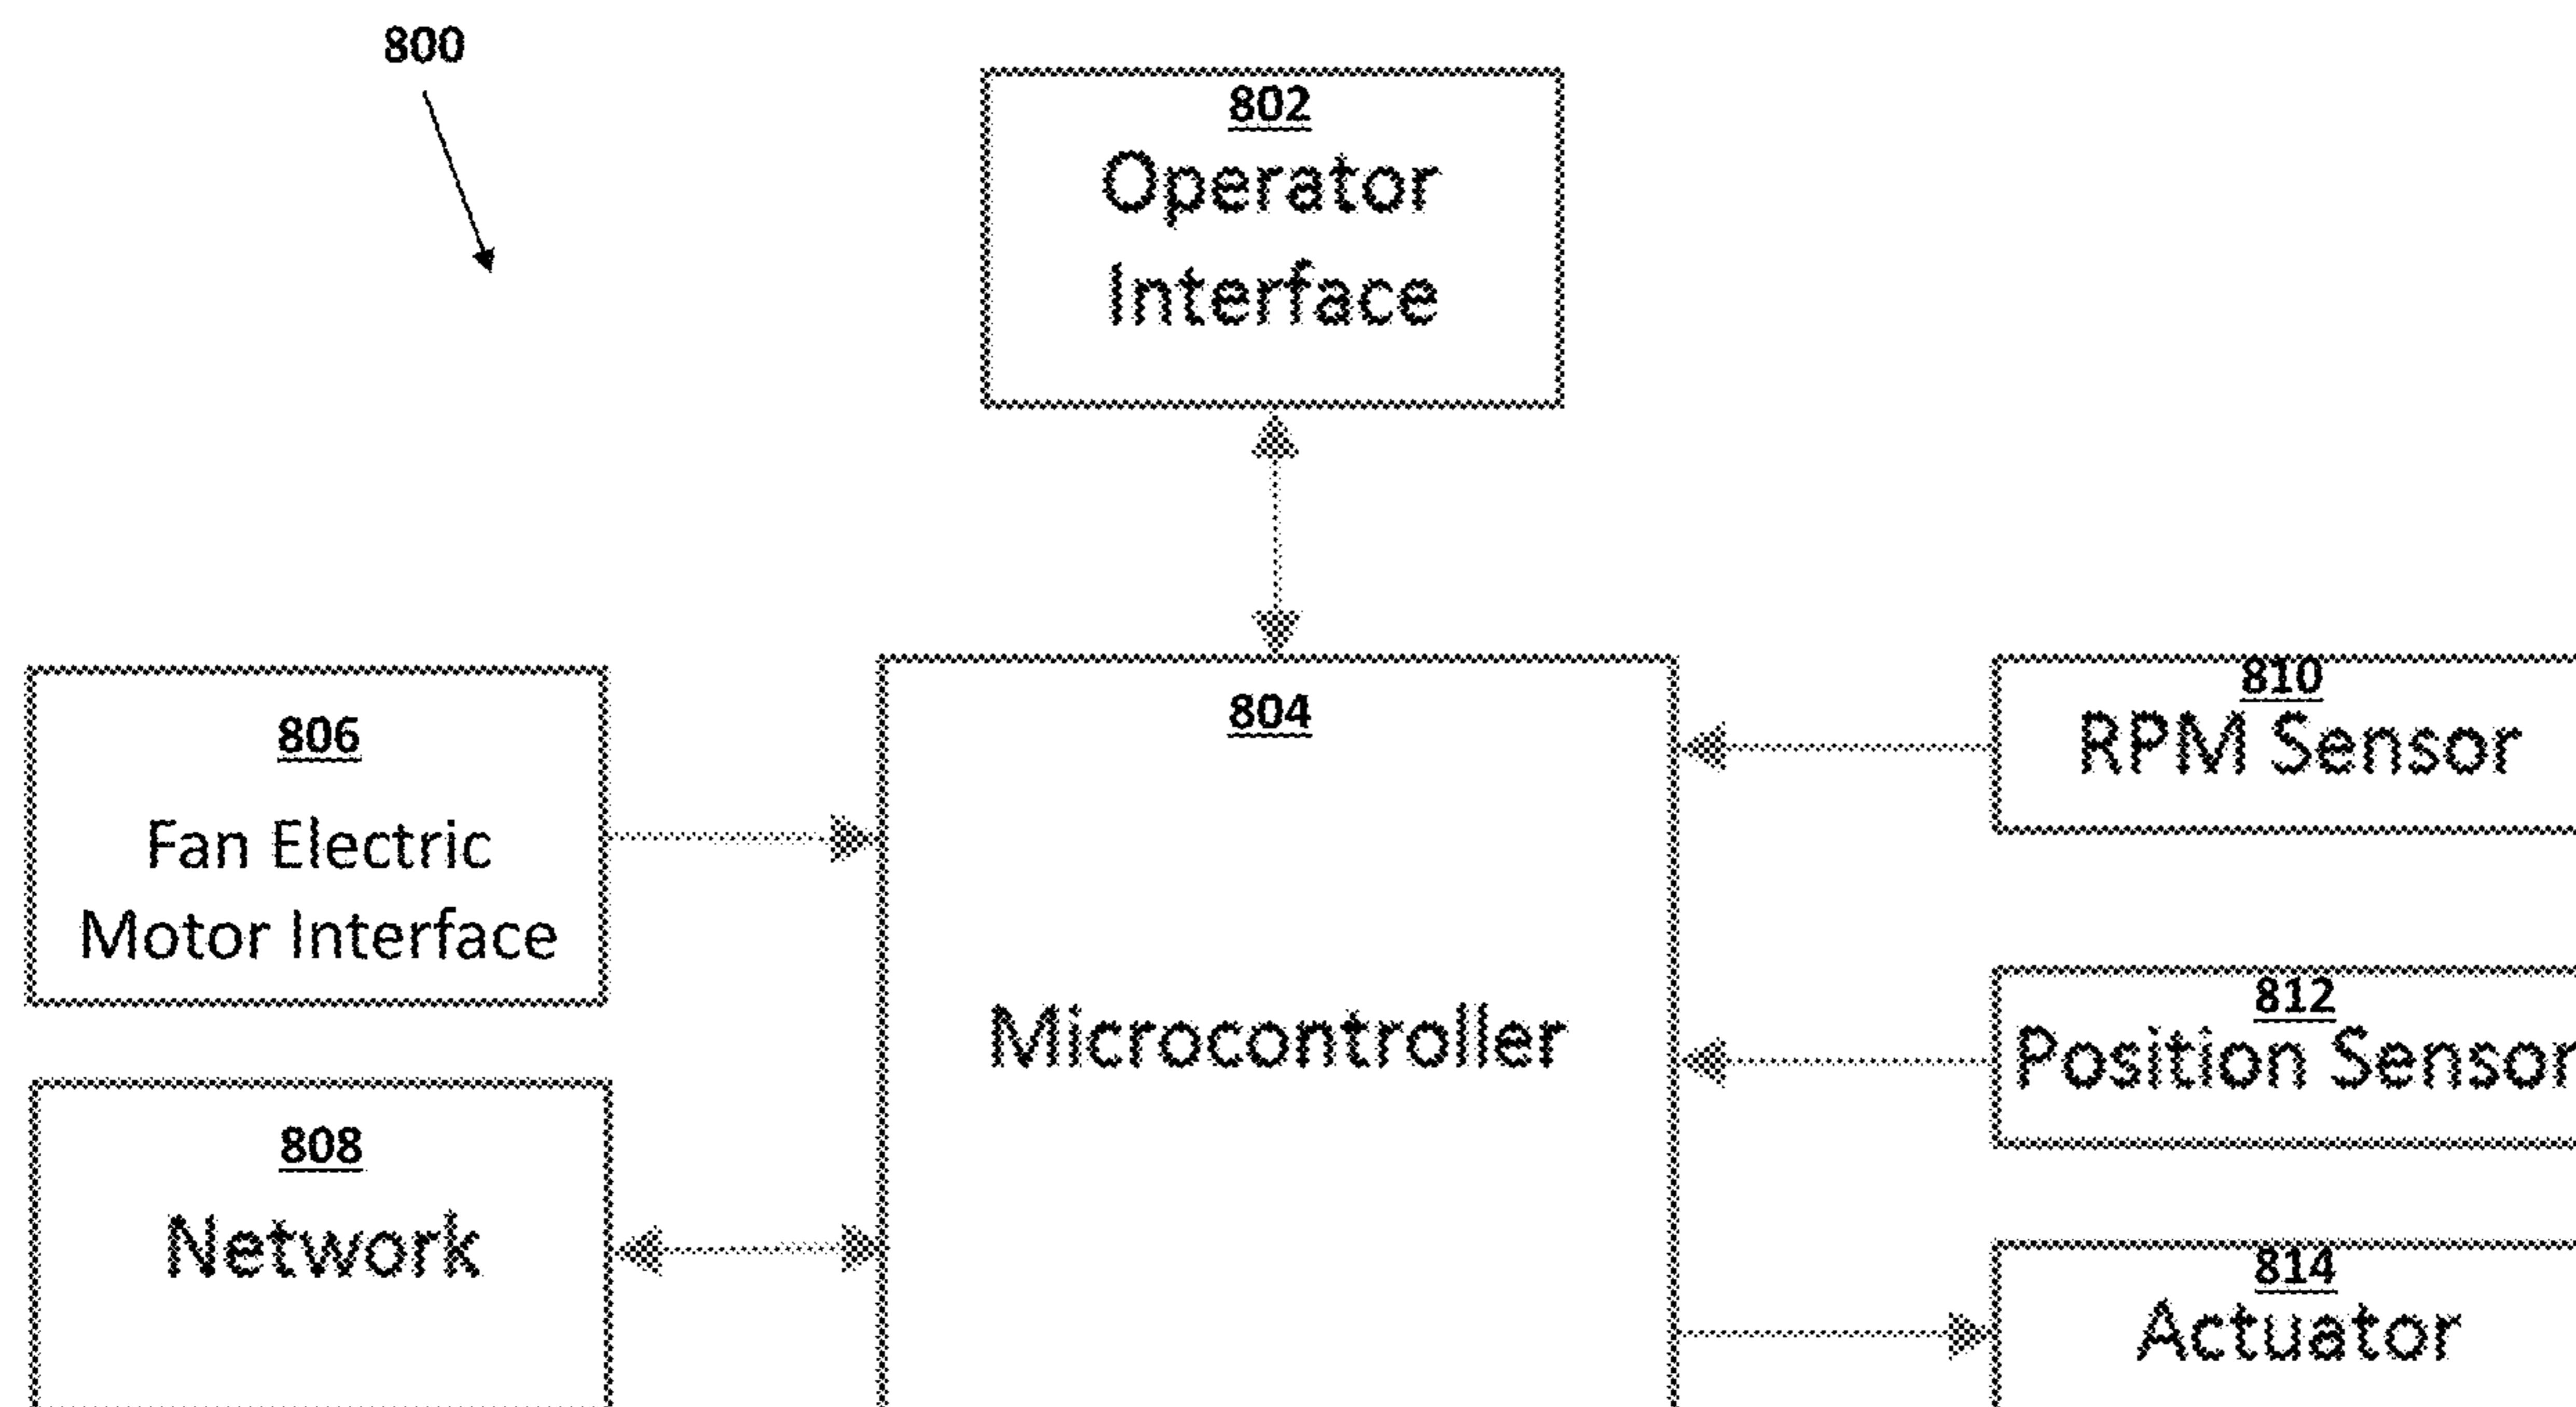 800
802
Operator
Interface
806
Fan Electric
Motor Interface
804
Microcontroller
810
RPM Sensor
812
Position Sensor
808
Network
814
Actuator